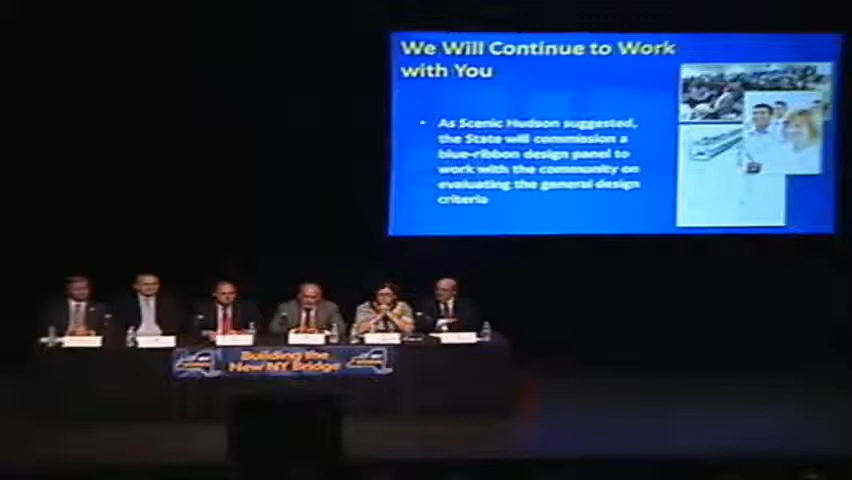 We Will Continue to Work
with You
• As Scenic Hudson suggested,
the State will commission a
blue-ribbon design panel to
work with the community on
evaluating the general design
criteria
Building the
New NY Bridge